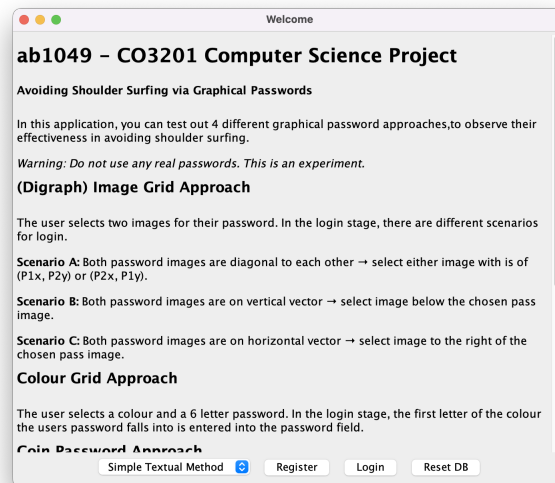 Welcome
ab1049 – CO3201 Computer Science Project
Avoiding Shoulder Surfing via Graphical Passwords
In this application, you can test out 4 different graphical password approaches,to observe their
effectiveness in avoiding shoulder surfing.
Warning: Do not use any real passwords. This is an experiment.
(Digraph) Image Grid Approach
The user selects two images for their password. In the login stage, there are different scenarios
for login.
Scenario A: Both password images are diagonal to each other → select either image with is of
(P1x, P2y) or (P2x, P1y).
Scenario B: Both password images are on vertical vector → select image below the chosen pass
image.
Scenario C: Both password images are on horizontal vector → select image to the right of the
chosen pass image.
Colour Grid Approach
The user selects a colour and a 6 letter password. In the login stage, the first letter of the colour
the users password falls into is entered into the password field.
Coin Password Approach
Simple Textual Method Register Login Reset DB